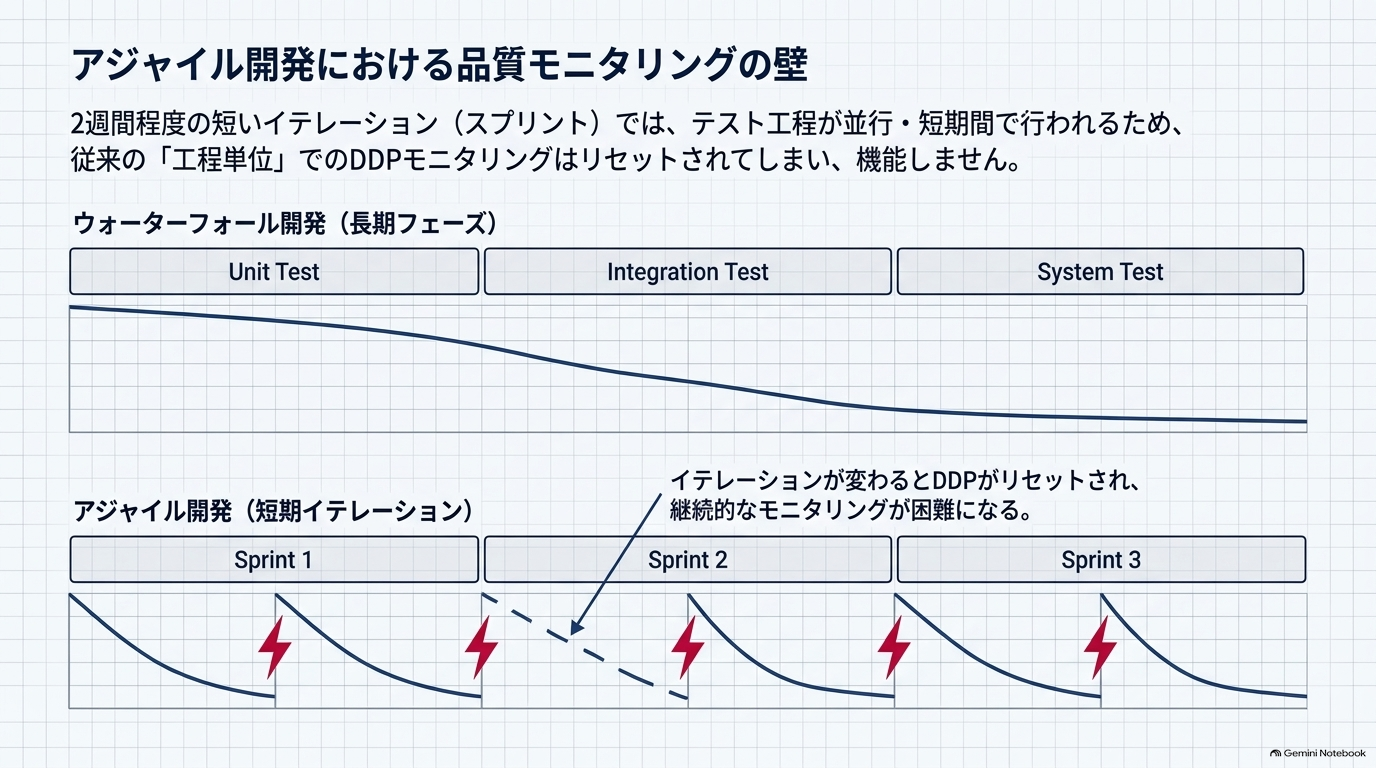 アジャイル開発における品質モニタリングの壁
2週間程度の短いイテレーション（スプリント）では、テスト工程が並行・短期間で行われるため、
従来の「工程単位」でのDDPモニタリングはリセットされてしまい、機能しません。
ウォーターフォール開発（長期フェーズ）
Unit Test
Integration Test
System Test
イテレーションが変わるとDDPがリセットされ、
継続的なモニタリングが困難になる。
アジャイル開発（短期イテレーション）
Sprint 1
Sprint 2
Sprint 3
Gemini Notebook